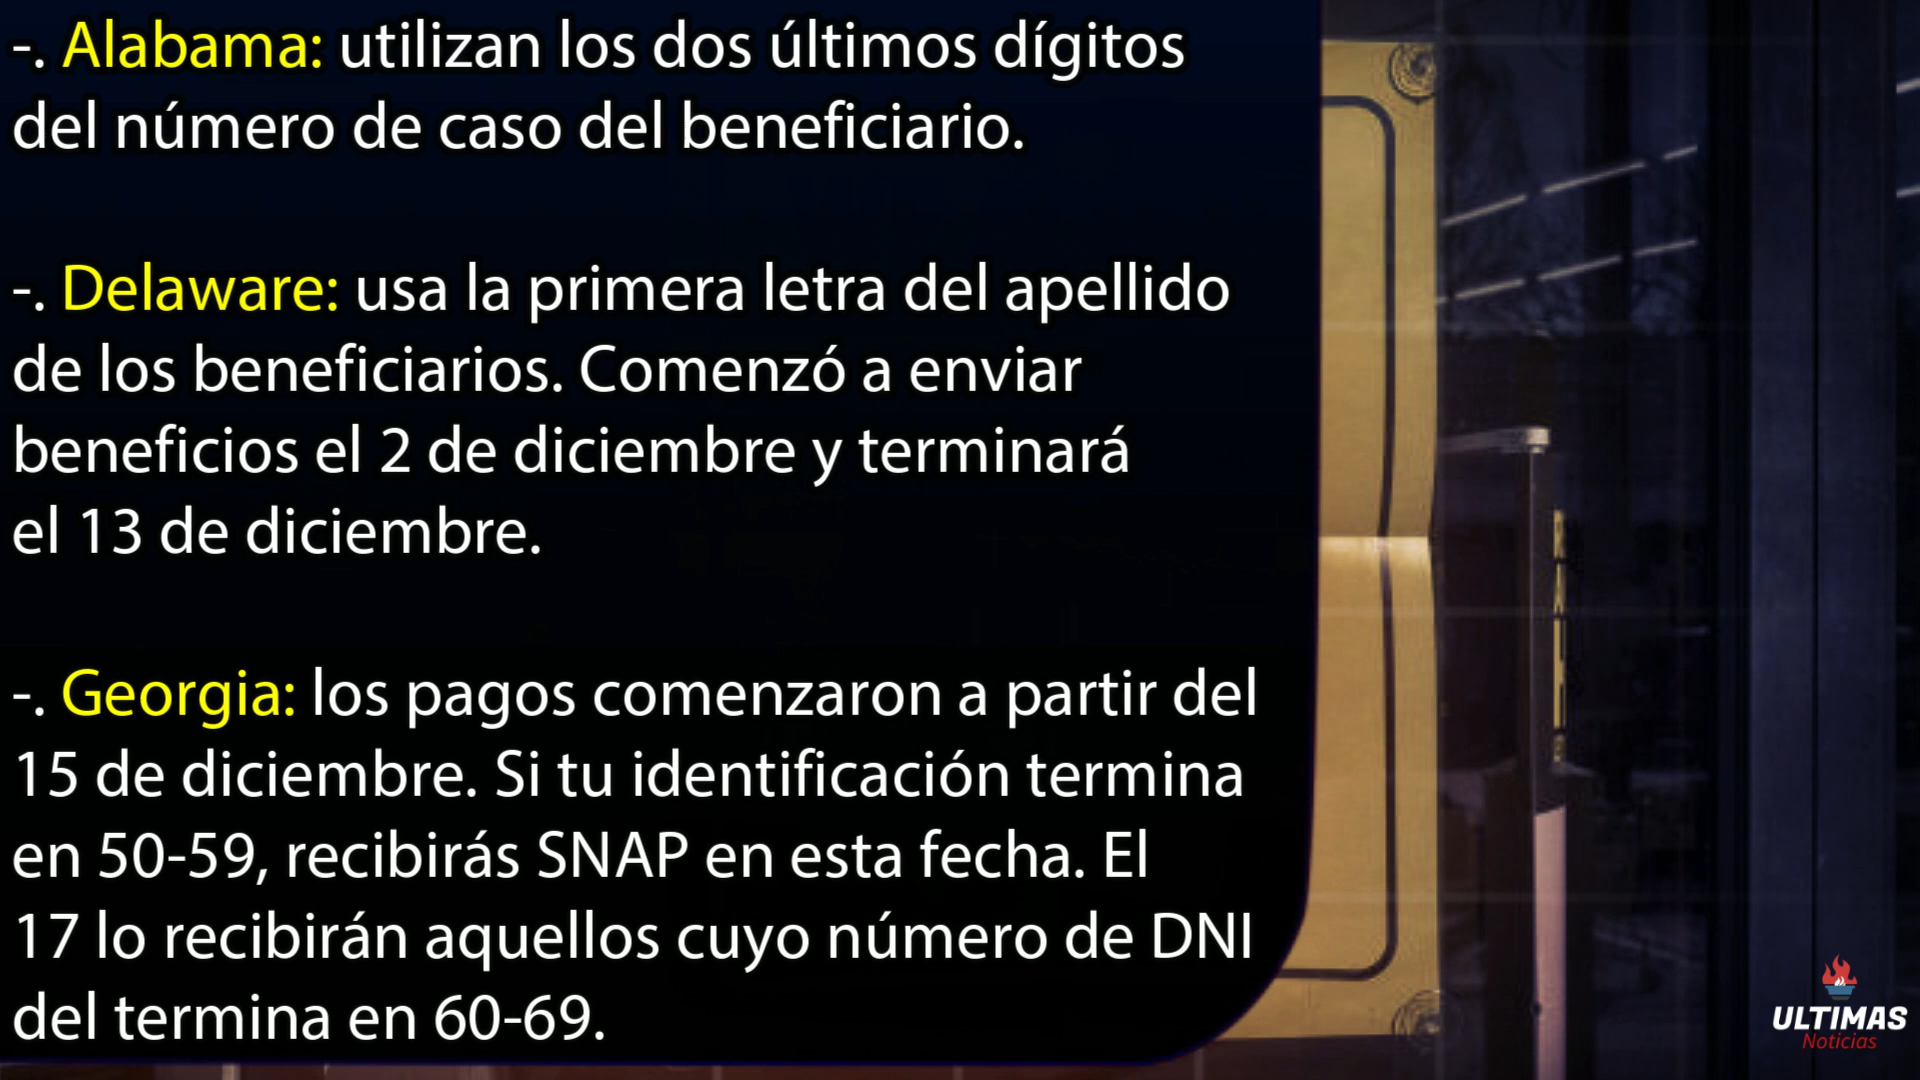 -. Alabama: utilizan los dos últimos dígitos
del número de caso del beneficiario.
-. Delaware: usa la primera letra del apellido
de los beneficiarios. Comenzó a enviar
beneficios el 2 de diciembre y terminará
el 13 de diciembre.
-. Georgia: los pagos comenzaron a partir del
15 de diciembre. Si tu identificación termina
en 50-59, recibirás SNAP en esta fecha. El
17 lo recibirán aquellos cuyo número de DNI
del termina en 60-69.
ULTIMAS
Noticias